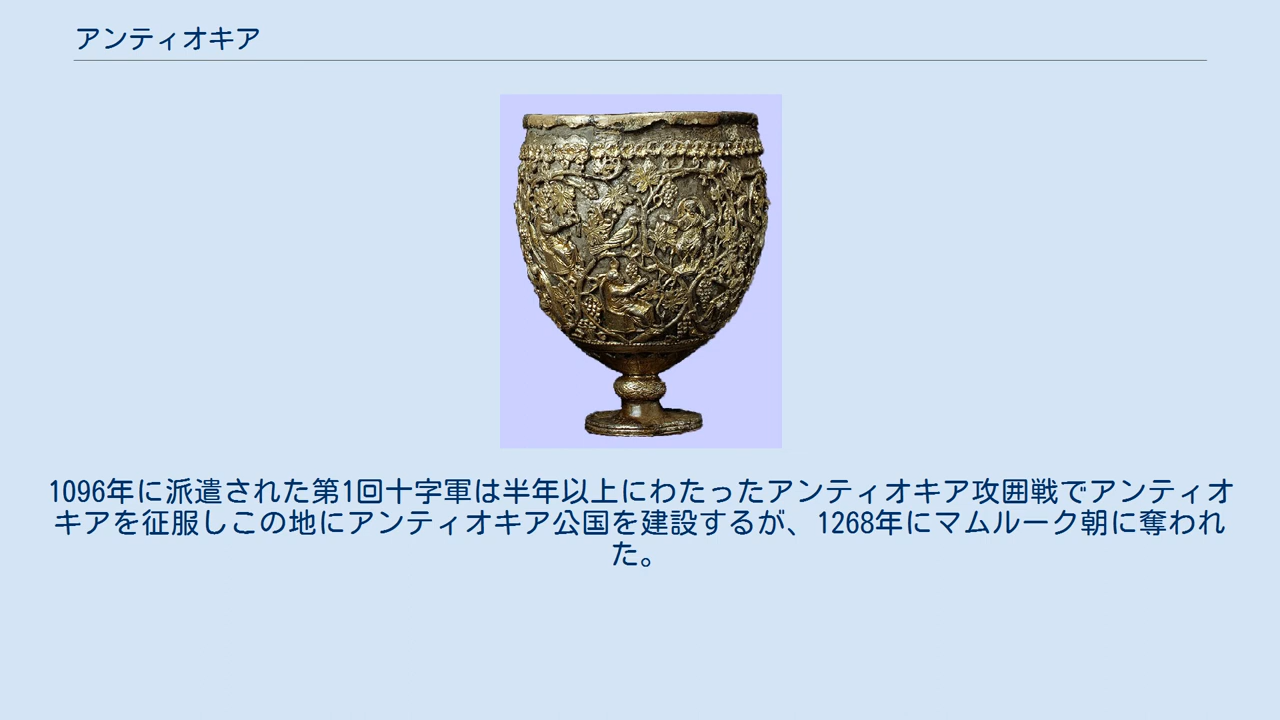 アンティオキア
1096年に派遣された第1回十字軍は半年以上にわたったアンティオキア攻囲戦でアンティオ
キアを征服しこの地にアンティオキア公国を建設するが、1268年にマムルーク朝に奪われ
た。